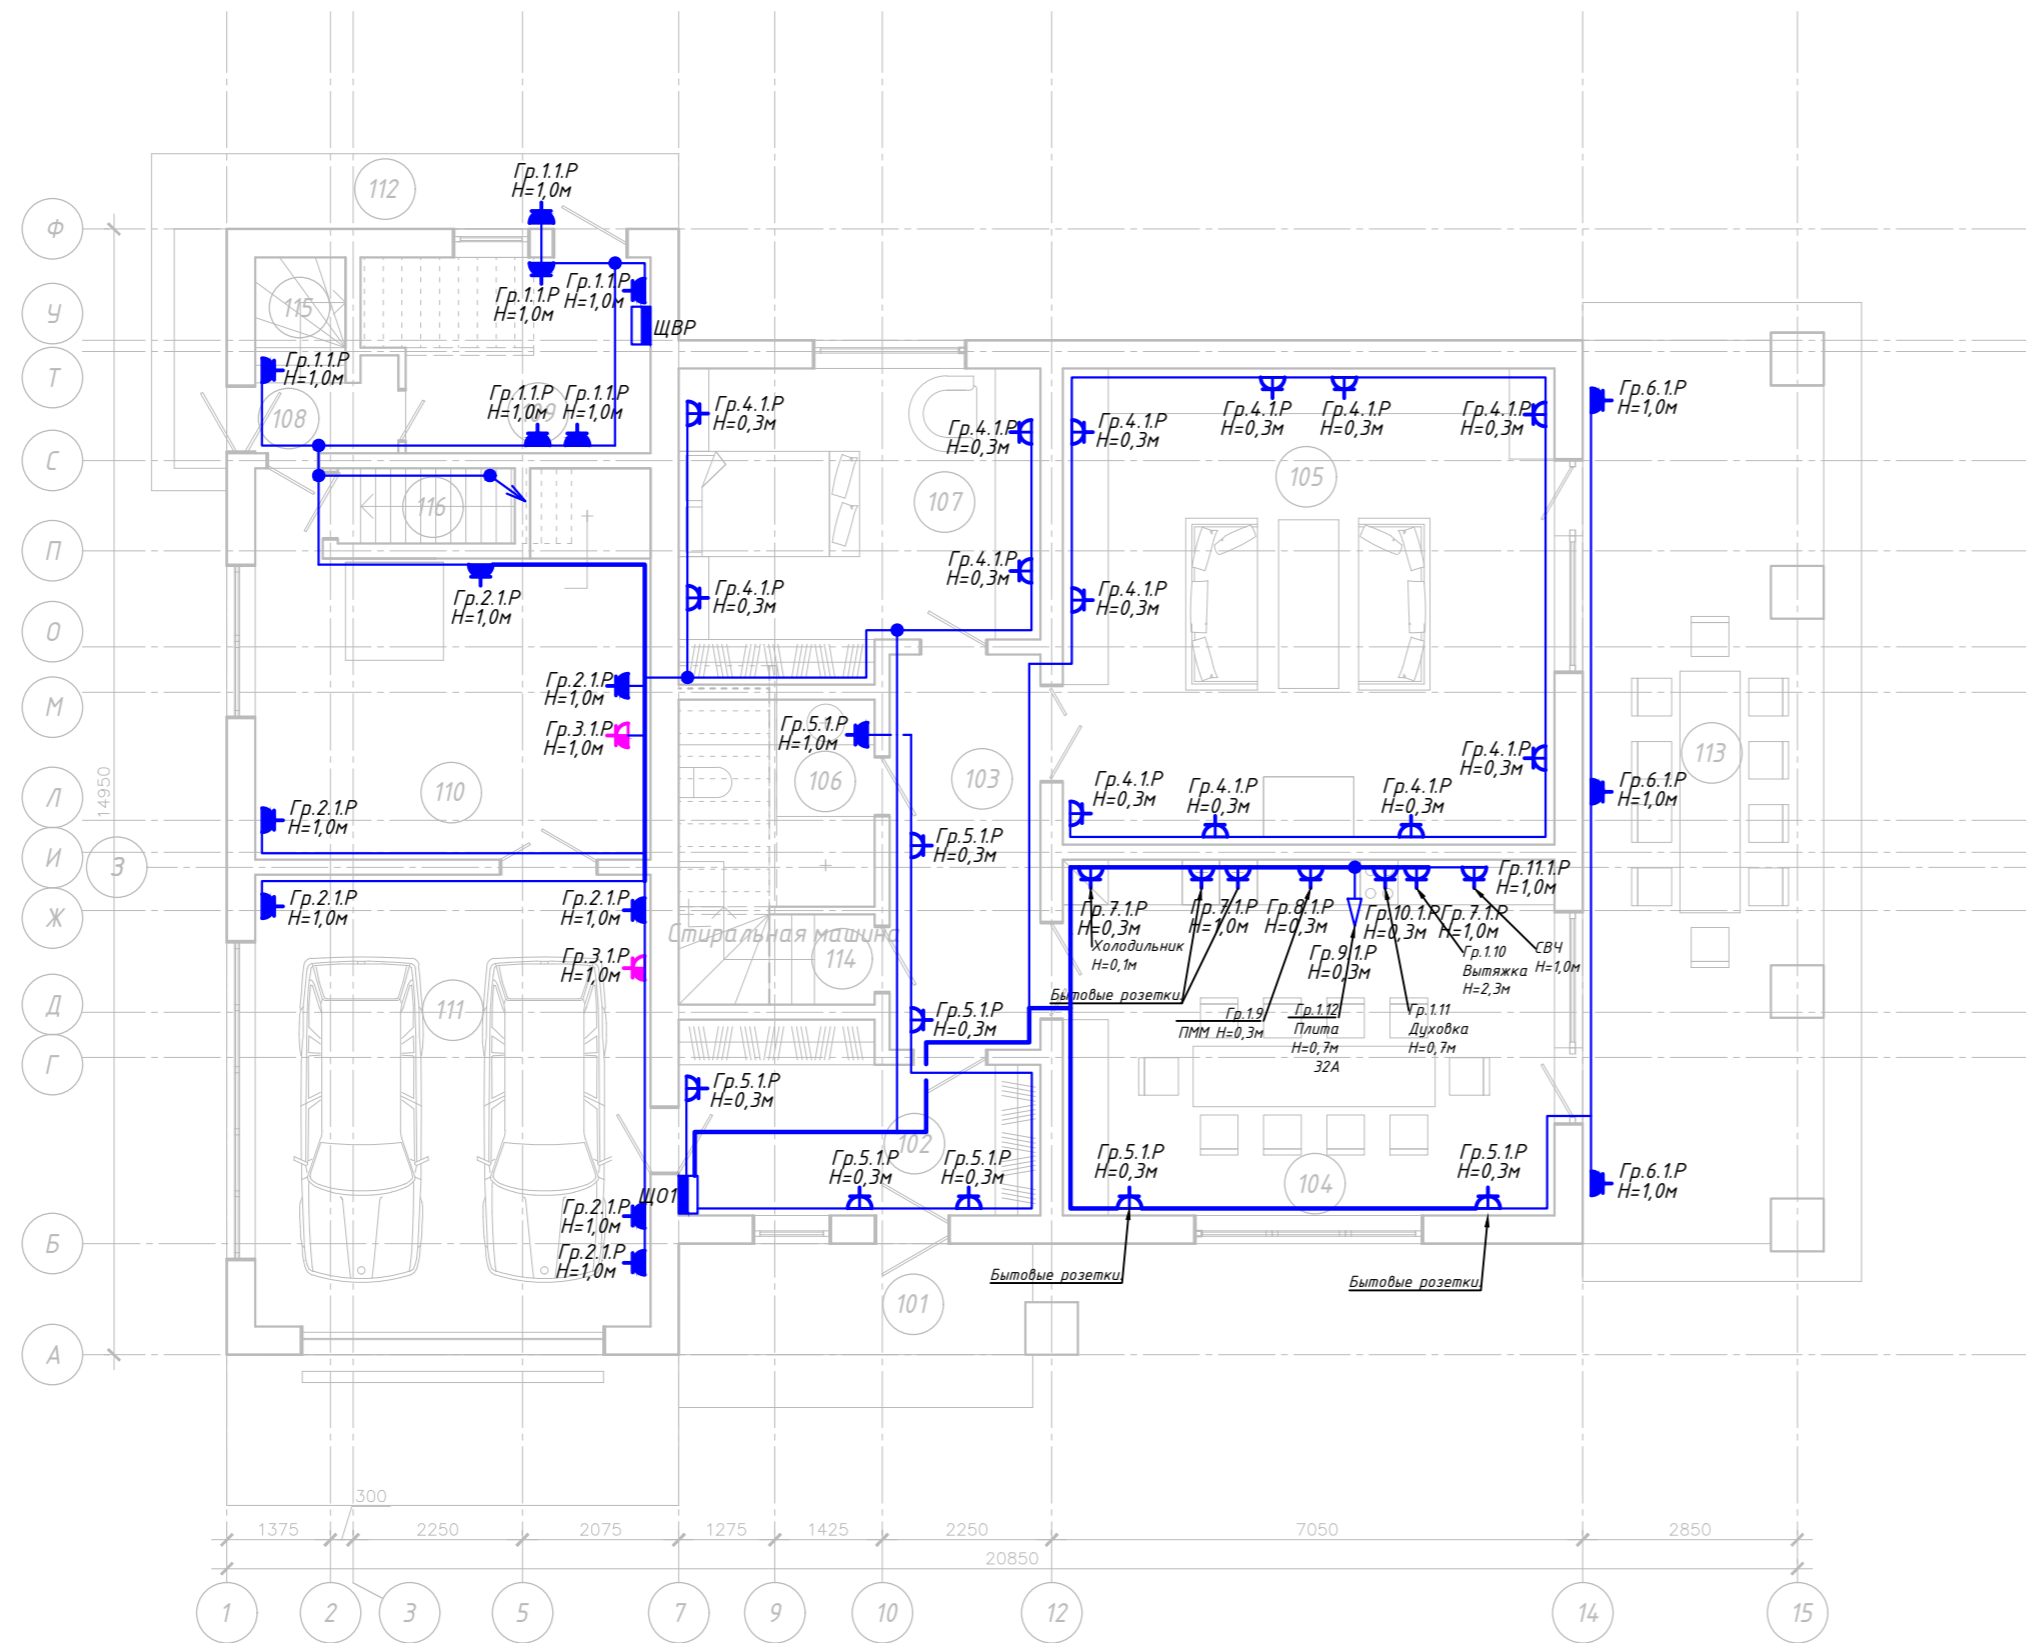 112
Гр.1.1.Р
Н=1,0м
Ф
Гр.1.1.Р
Н=1,0м
Гр.1.1.Р
Н=1,0м
115
У
ЩВР
Т
Гр.1.1.Р
Н=1,0м
108
Гр.1.1.Р
Н=1,0м
Гр.1.1.Р
Н=1,0м
109
Гр.4.1.Р
Н=0,3м
Гр.4.1.Р
Н=0,3м
Гр.4.1.Р
Н=0,3м
Гр.4.1.Р
Н=0,3м
Гр.4.1.Р
Н=0,3м
Гр.4.1.Р
Н=0,3м
Гр.6.1.Р
Н=1,0м
С
105
107
116
П
Гр.2.1.Р
Н=1,0м
Гр.4.1.Р
Н=0,3м
Гр.4.1.Р
Н=0,3м
Гр.4.1.Р
Н=0,3м
О
М
Гр.2.1.Р
Н=1,0м
Гр.3.1.Р
Н=1,0м
Гр.5.1.Р
Н=1,0м
106
103
Гр.4.1.Р
Н=0,3м
113
110
Л
14950
Гр.2.1.Р
Н=1,0м
Гр.4.1.Р
Н=0,3м
Гр.4.1.Р
Н=0,3м
Гр.4.1.Р
Н=0,3м
Гр.6.1.Р
Н=1,0м
Гр.5.1.Р
Н=0,3м
И
З
Ж
Гр.2.1.Р
Н=1,0м
Гр.2.1.Р
Н=1,0м
Гр.7.1.Р
Н=0,3м
Гр.7.1.Р
Н=1,0м
Гр.8.1.Р
Н=0,3м
Гр.10.1.Р
Н=0,3м
Гр.7.1.Р
Н=1,0м
Гр.11.1.Р
Н=1,0м
Стиральная машина
Гр.9.1.Р
Н=0,3м
Холодильник
Н=0,1м
Гр.1.10
Вытяжка
Н=2,3м
СВЧ
Н=1,0м
Гр.3.1.Р
Н=1,0м
114
Бытовые розетки
Гр.1.9
ПММ Н=0,3м
Гр.1.12
Плита
Н=0,7м
32А
Гр.1.11
Духовка
Н=0,7м
111
Д
Гр.5.1.Р
Н=0,3м
Г
Гр.5.1.Р
Н=0,3м
102
Гр.5.1.Р
Н=0,3м
Гр.5.1.Р
Н=0,3м
Гр.5.1.Р
Н=0,3м
104
Гр.5.1.Р
Н=0,3м
Гр.6.1.Р
Н=1,0м
ЩО1
Гр.2.1.Р
Н=1,0м
Б
Гр.2.1.Р
Н=1,0м
Бытовые розетки
Бытовые розетки
101
А
300
1375
2250
2075
1275
1425
2250
7050
2850
20850
1
2
3
5
7
9
10
12
14
15